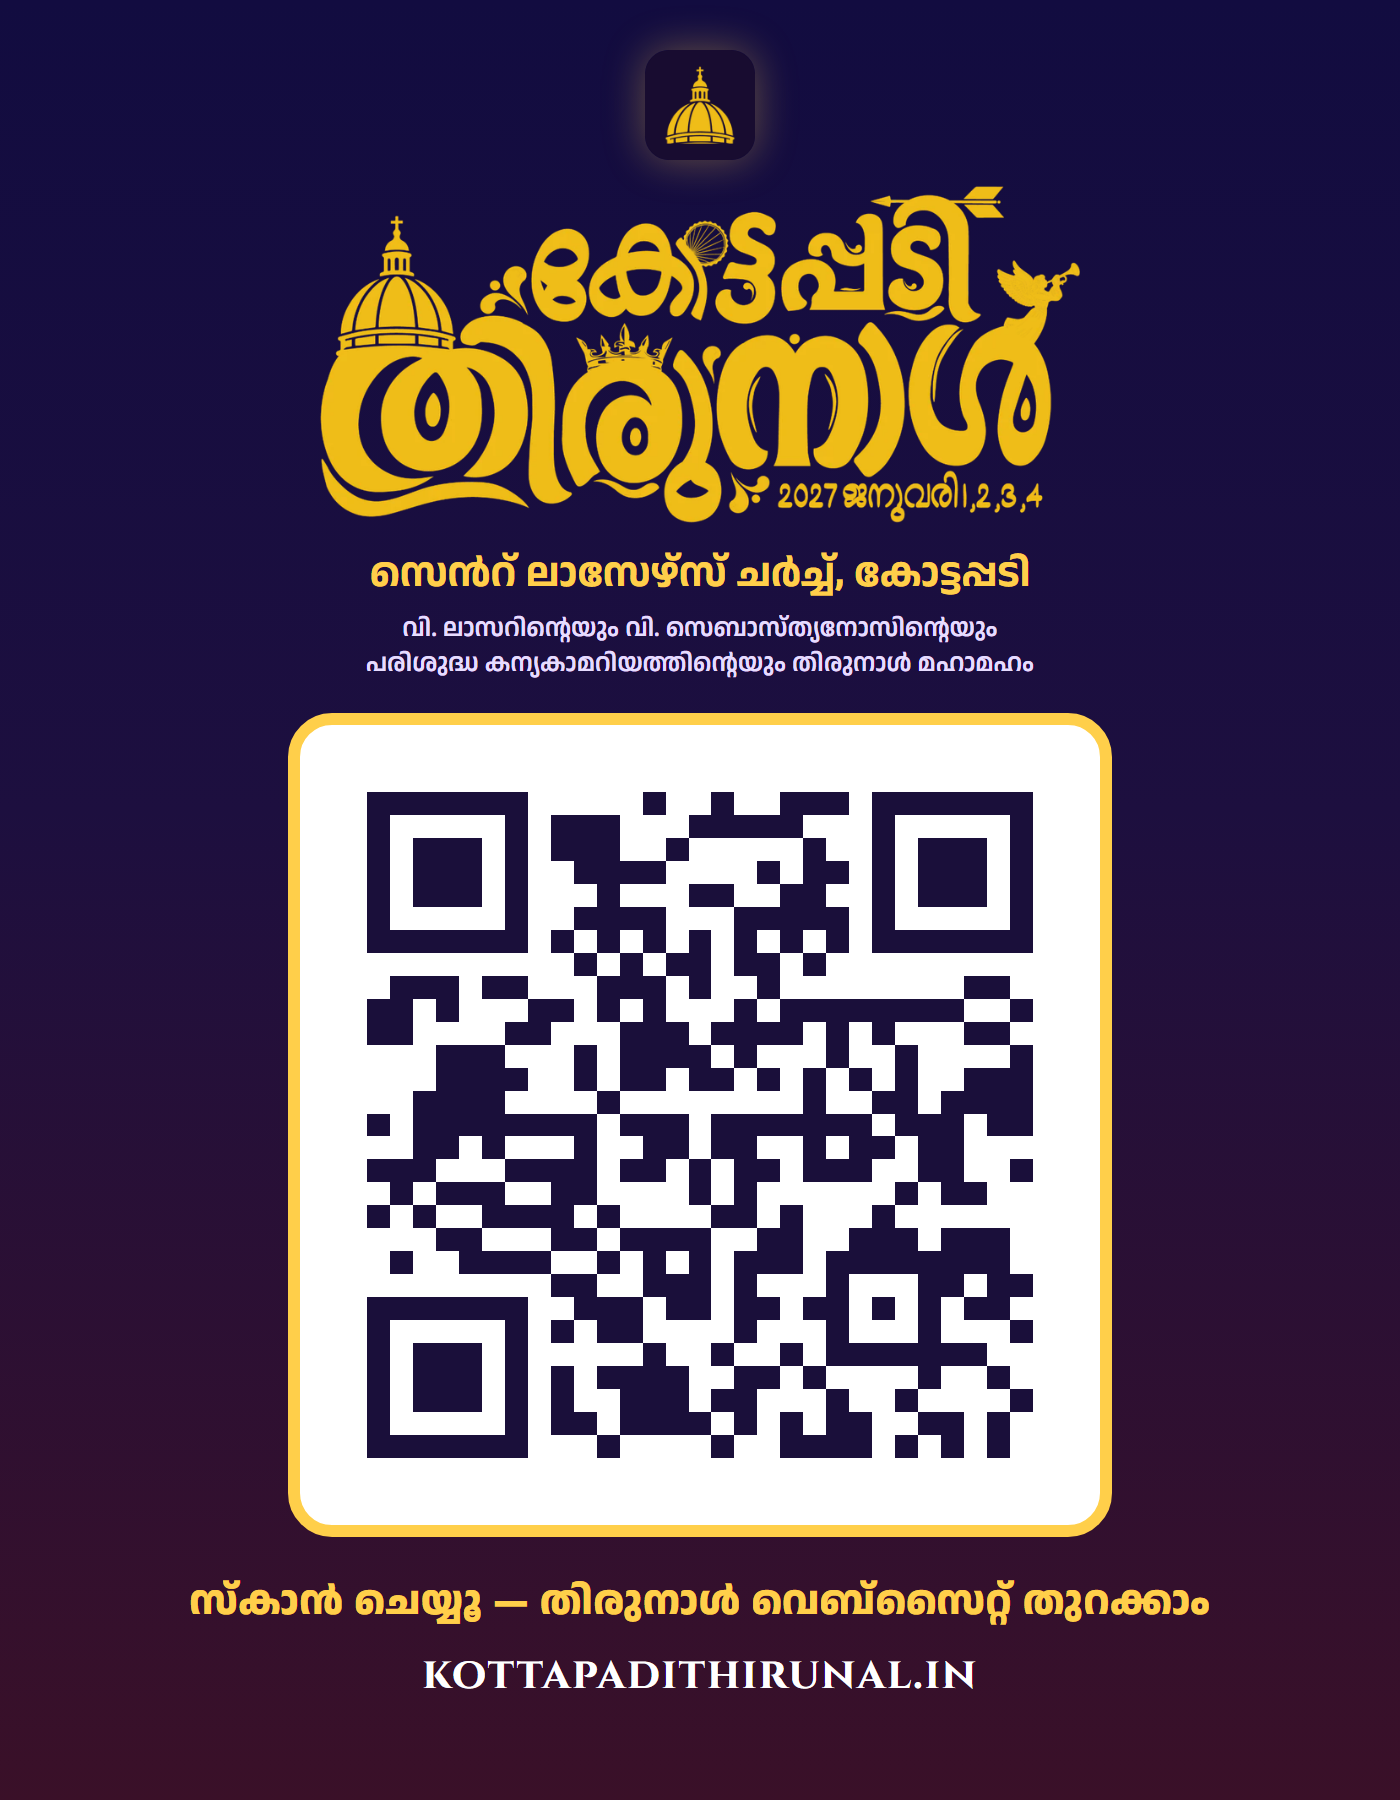 കോട്ടപ്പടി
തിരുനാൾ
2027 ജനുവരി 1,2,3,4
സെൻറ് ലാസേഴ്സ് ചർച്ച്, കോട്ടപ്പടി
വി. ലാസറിന്റെയും വി. സെബാസ്ത്യനോസിന്റെയും
പരിശുദ്ധ കന്യകാമറിയത്തിന്റെയും തിരുനാൾ മഹാമഹം
സ്കാൻ ചെയ്യൂ — തിരുനാൾ വെബ്സൈറ്റ് തുറക്കാം
KOTTAPADITHIRUNAL.IN